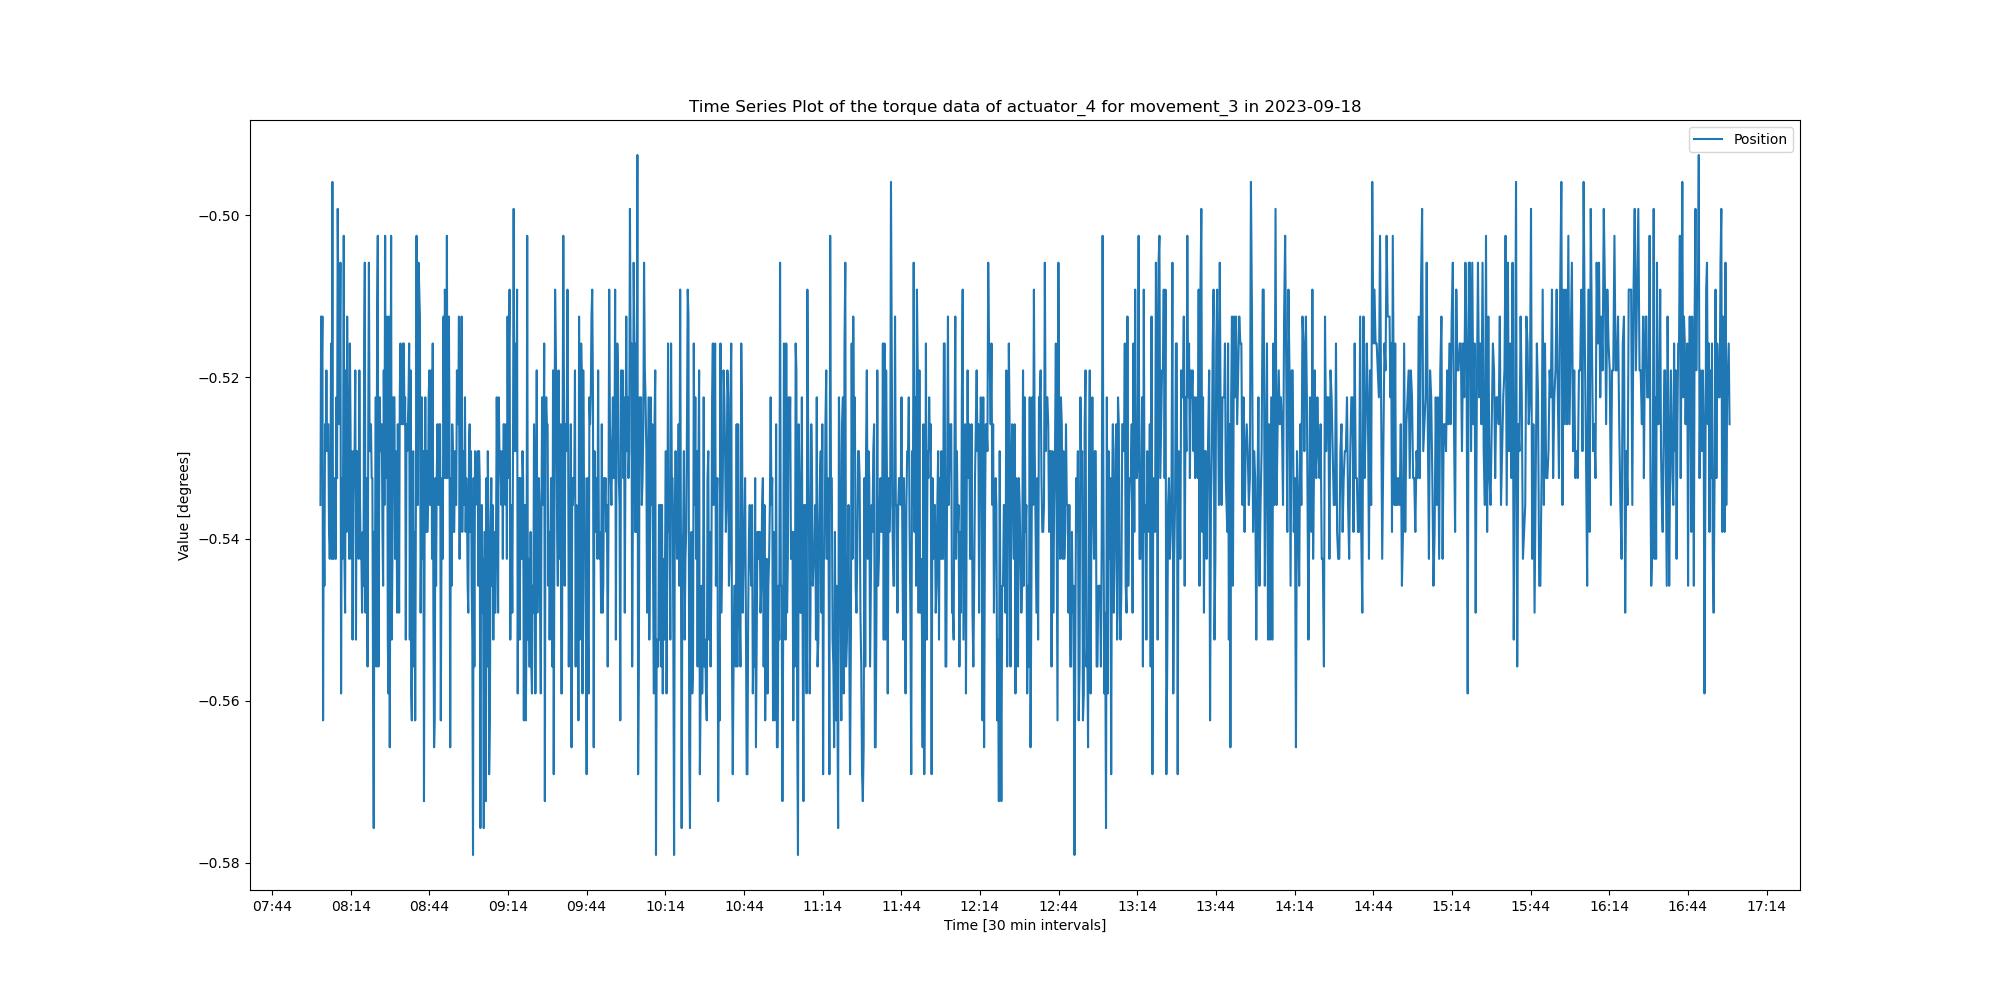 Time Series Plot of the torque data of actuator_4 for movement_3 in 2023-09-18
Position
Value [degrees]
−0.50
−0.52
−0.54
−0.56
−0.58
07:44 08:14 08:44 09:14 09:44 10:14 10:44 11:14 11:44 12:14 12:44 13:14 13:44 14:14 14:44 15:14 15:44 16:14 16:44 17:14
Time [30 min intervals]